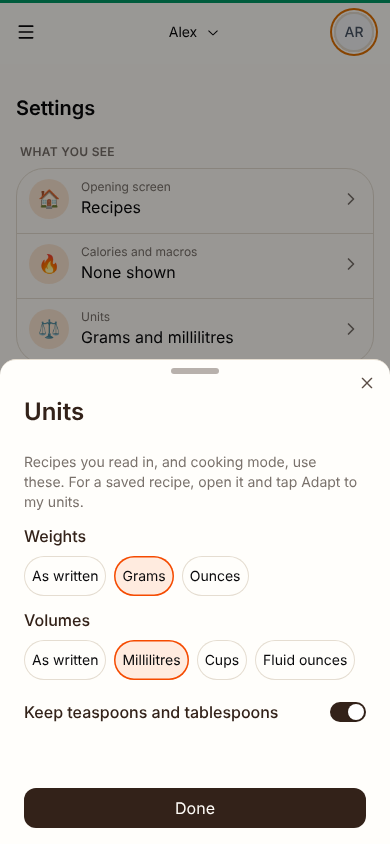 Alex
AR
Settings
WHAT YOU SEE
Opening screen
Recipes
Calories and macros
None shown
Units
Grams and millilitres
Units
Recipes you read in, and cooking mode, use
these. For a saved recipe, open it and tap Adapt to
my units.
Weights
As written Grams Ounces
Volumes
As written Millilitres Cups Fluid ounces
Keep teaspoons and tablespoons
Done